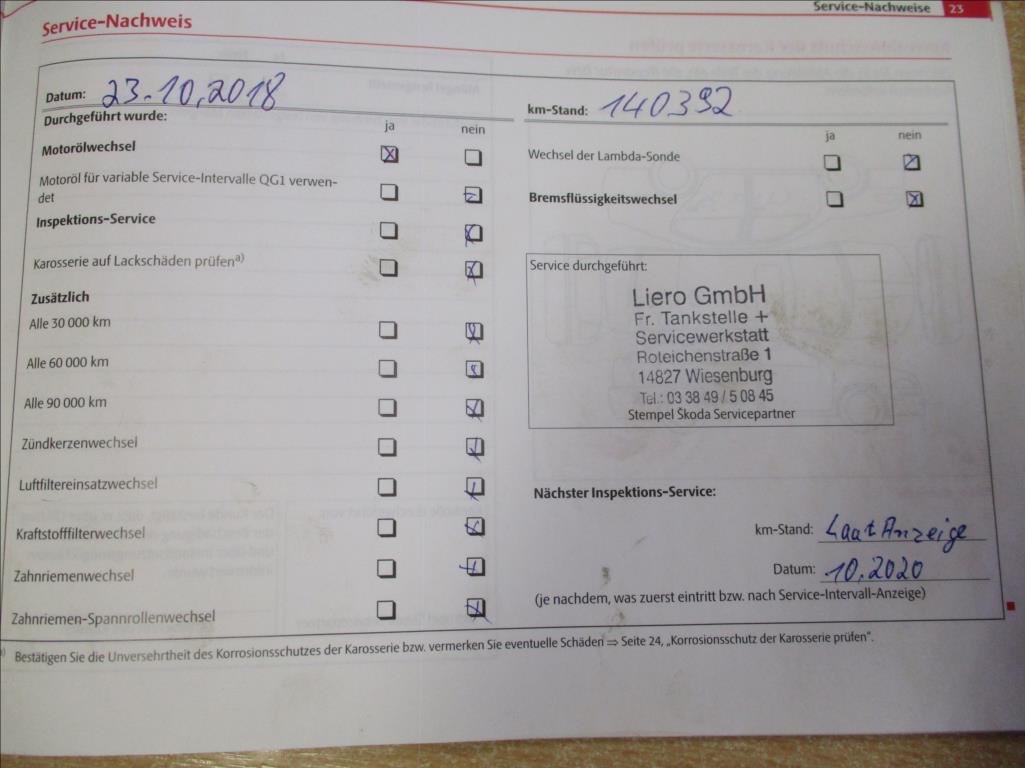 Service-Nachweise 23
Service-Nachweis
Datum: 23.10.2018
km-Stand: 140392
Durchgeführt wurde:
ja nein
ja nein
Motorölwechsel
Motoröl für variable Service-Intervalle QG1 verwen-
det
Inspektions-Service
Karosserie auf Lackschäden prüfen a)
Zusätzlich
Alle 30 000 km
Alle 60 000 km
Alle 90 000 km
Zündkerzenwechsel
Luftfiltereinsatzwechsel
Kraftstofffilterwechsel
Zahnriemenwechsel
Zahnriemen-Spannrollenwechsel
Wechsel der Lambda-Sonde
Bremsflüssigkeitswechsel
Service durchgeführt:
Liero GmbH
Fr. Tankstelle +
Servicewerkstatt
Roteichenstraße 1
14827 Wiesenburg
Tel.: 03 38 49 / 5 08 45
Stempel Škoda Servicepartner
Nächster Inspektions-Service:
km-Stand: Laat Anzeige
Datum: 10.2020
(je nachdem, was zuerst eintritt bzw. nach Service-Intervall-Anzeige)
a) Bestätigen Sie die Unversehrtheit des Korrosionsschutzes der Karosserie bzw. vermerken Sie eventuelle Schäden ⇒ Seite 24, „Korrosionsschutz der Karosserie prüfen".